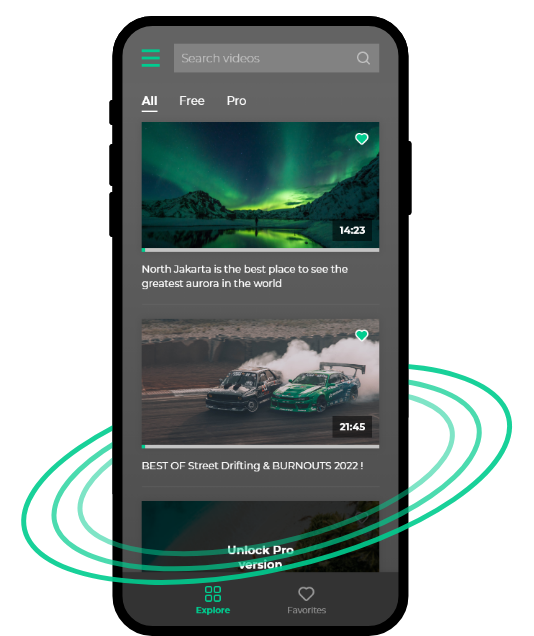 Search videos
All Free Pro
14:23
North Jakarta is the best place to see the
greatest aurora in the world
21:45
BEST OF Street Drifting & BURNOUTS 2022 !
Unlock Pro
version
Explore Favorites